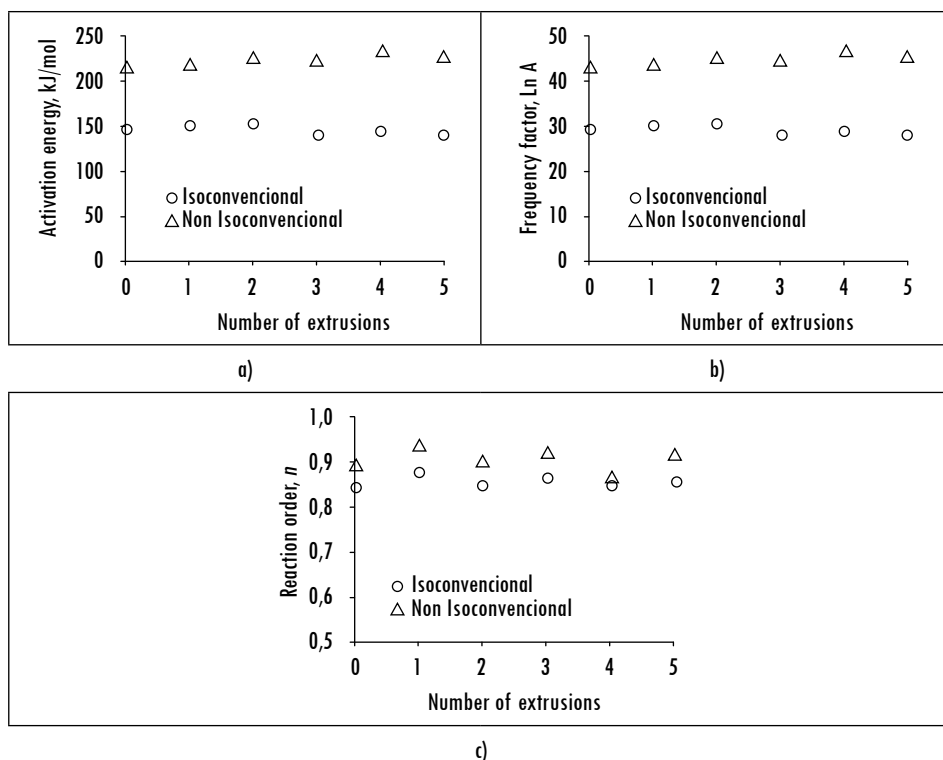 250
200
150
100
50
0
Activation energy, kJ/mol
Isoconvencional
Non Isoconvencional
0 1 2 3 4 5
Number of extrusions
a)
50
40
30
20
10
0
Frequency factor, Ln A
Isoconvencional
Non Isoconvencional
0 1 2 3 4 5
Number of extrusions
b)
1,0
0,9
0,8
0,7
0,6
0,5
Reaction order, n
Isoconvencional
Non Isoconvencional
0 1 2 3 4 5
Number of extrusions
c)